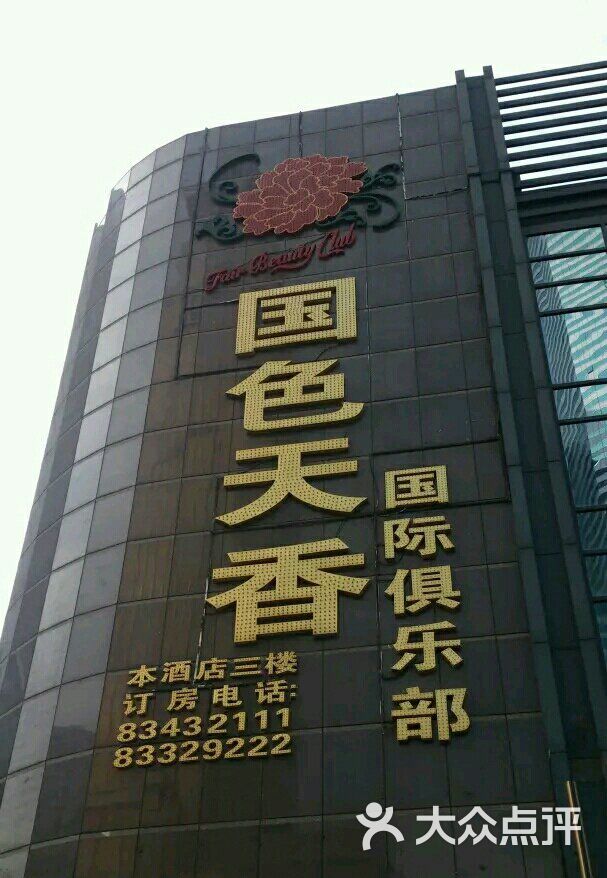 Fair Beauty Club
国色天香
国际俱乐部
本酒店三楼
订房电话:
83432111
83329222
大众点评